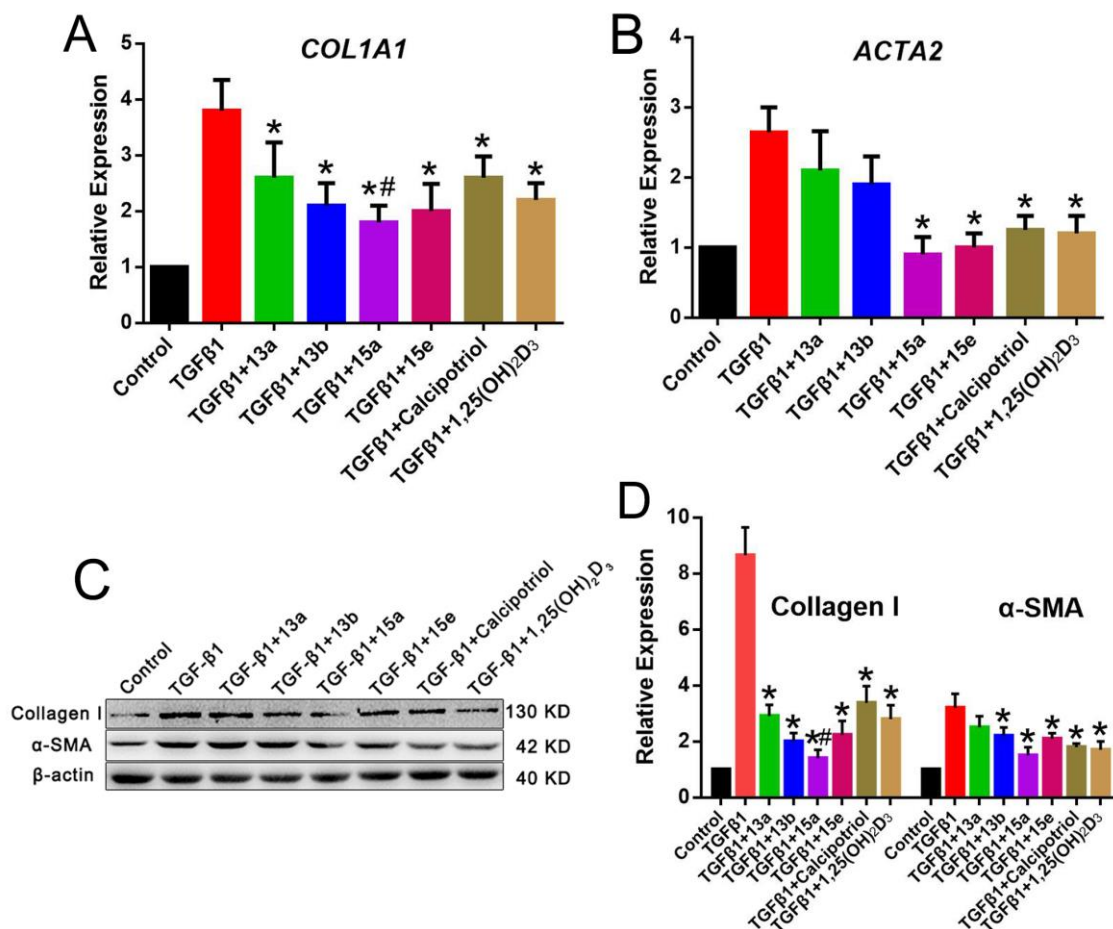 A
COL1A1
Relative Expression
5
4
3
2
1
0
*
*
*#
*
*
*
Control
TGFβ1
TGFβ1+13a
TGFβ1+13b
TGFβ1+15a
TGFβ1+15e
TGFβ1+Calcipotriol
TGFβ1+1,25(OH)₂D₃
B
ACTA2
Relative Expression
4
3
2
1
0
*
*
*
*
Control
TGFβ1
TGFβ1+13a
TGFβ1+13b
TGFβ1+15a
TGFβ1+15e
TGFβ1+Calcipotriol
TGFβ1+1,25(OH)₂D₃
C
Control
TGF-β1
TGF-β1+13a
TGF-β1+13b
TGF-β1+15a
TGF-β1+15e
TGF-β1+Calcipotriol
TGF-β1+1,25(OH)₂D₃
Collagen I 130 KD
α-SMA 42 KD
β-actin 40 KD
D
Relative Expression
10
8
6
4
2
0
Collagen I
α-SMA
*
*
*#
*
*
*
*
*
*
*
*
Control
TGFβ1
TGFβ1+13a
TGFβ1+13b
TGFβ1+15a
TGFβ1+15e
TGFβ1+Calcipotriol
TGFβ1+1,25(OH)₂D₃
Control
TGFβ1
TGFβ1+13a
TGFβ1+13b
TGFβ1+15a
TGFβ1+15e
TGFβ1+Calcipotriol
TGFβ1+1,25(OH)₂D₃